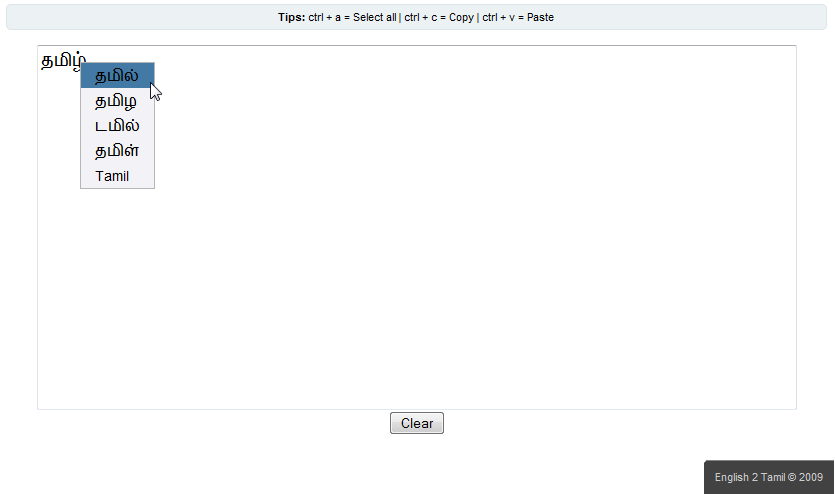 Tips: ctrl + a = Select all | ctrl + c = Copy | ctrl + v = Paste
தமிழ்
தமில்
தமிழ
டமில்
தமிள்
Tamil
Clear
English 2 Tamil © 2009